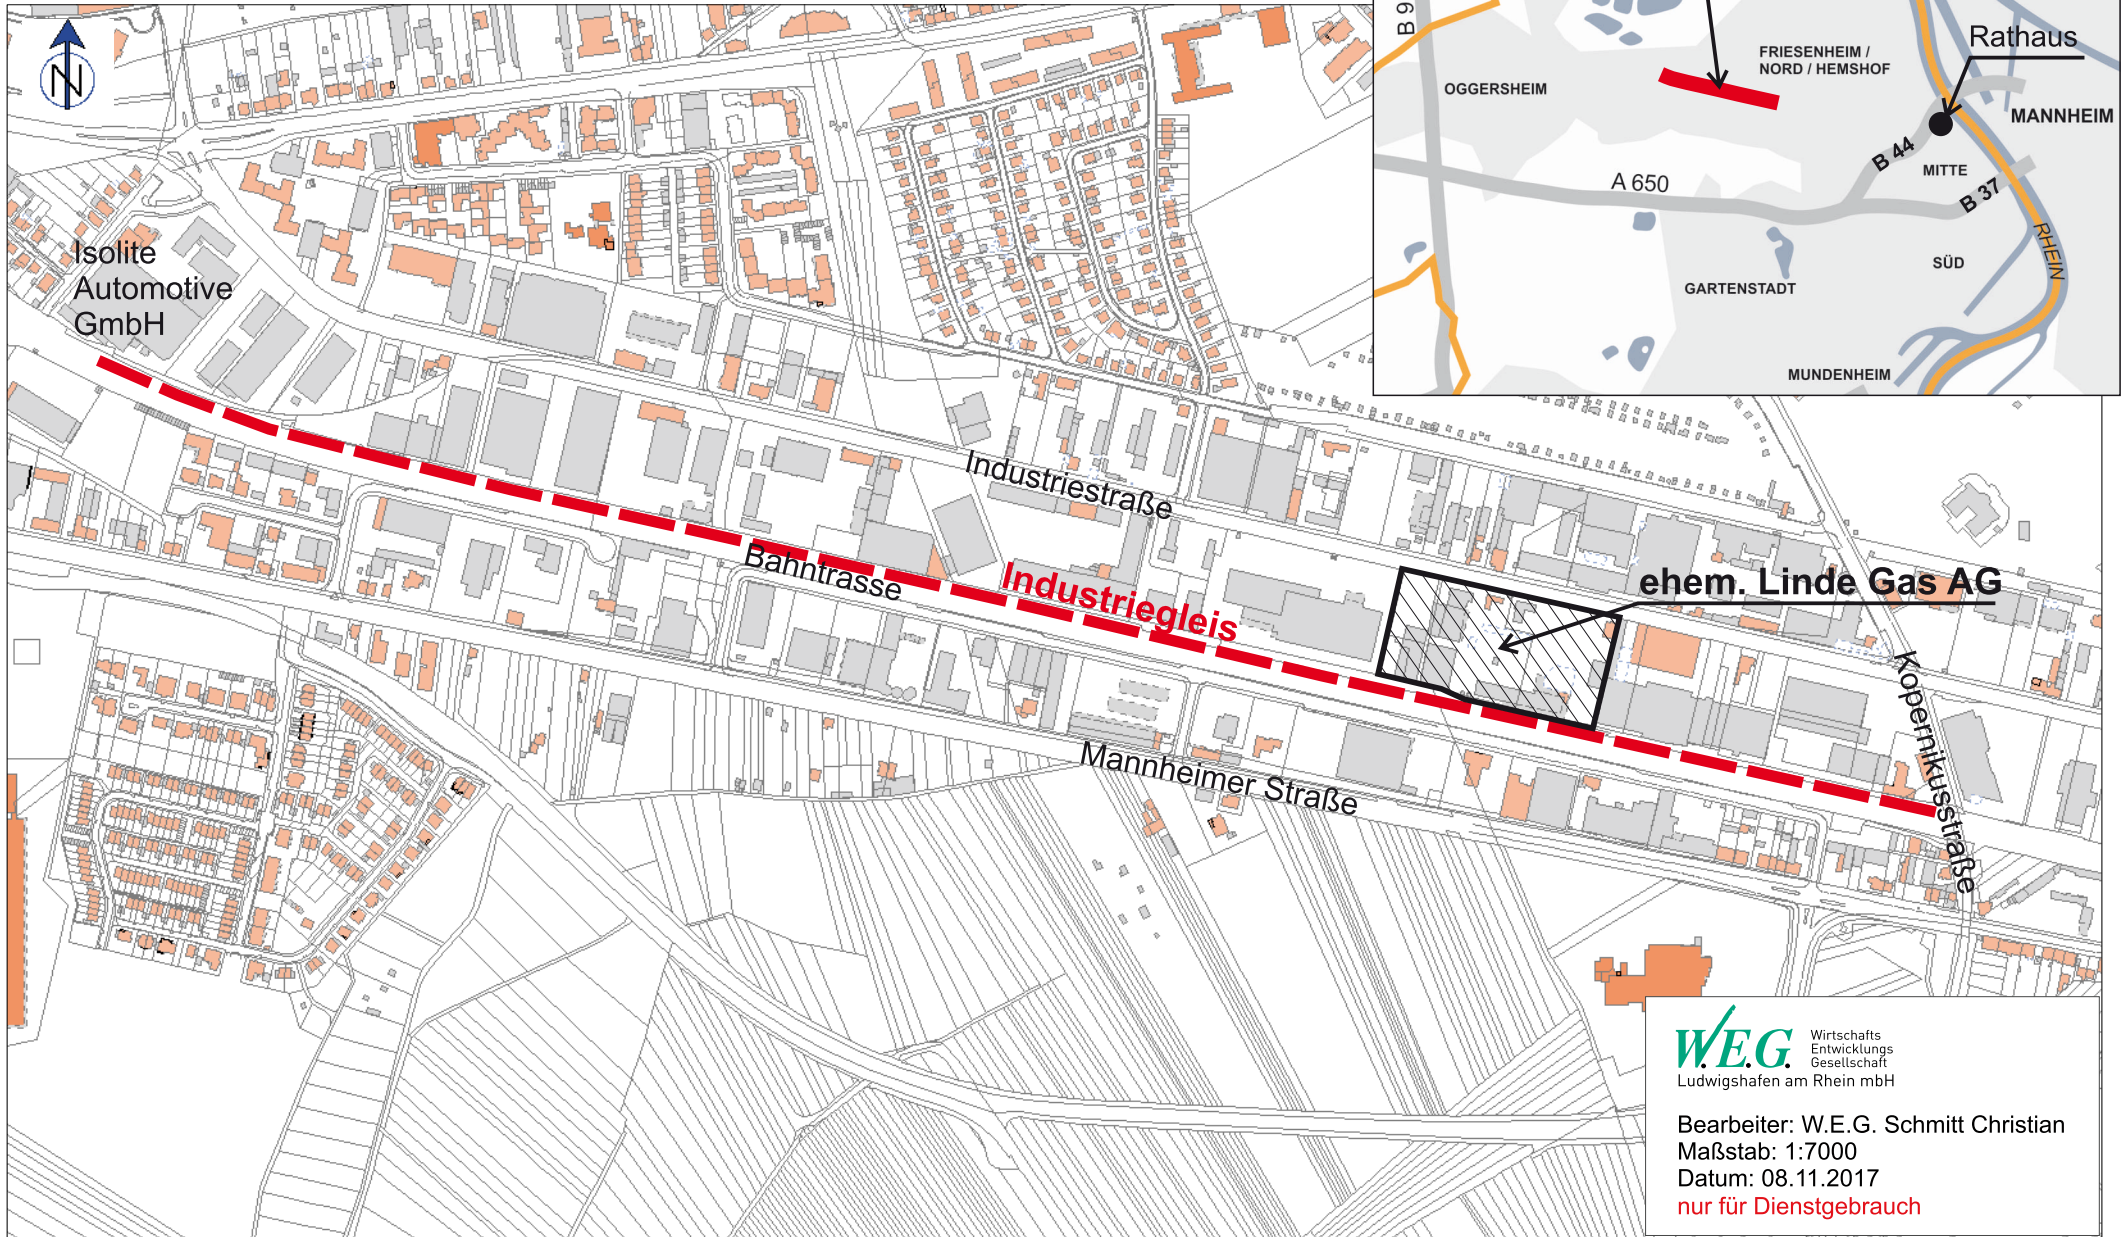 N
Isolite
Automotive
GmbH
Industriestraße
Bahntrasse
Industriegleis
Mannheimer Straße
ehem. Linde Gas AG
Kopernikusstraße
B 9
OGGERSHEIM
FRIESENHEIM /
NORD / HEMSHOF
Rathaus
MANNHEIM
B 44
MITTE
A 650
B 37
RHEIN
SÜD
GARTENSTADT
MUNDENHEIM
W.E.G.
Wirtschafts
Entwicklungs
Gesellschaft
Ludwigshafen am Rhein mbH
Bearbeiter: W.E.G. Schmitt Christian
Maßstab: 1:7000
Datum: 08.11.2017
nur für Dienstgebrauch